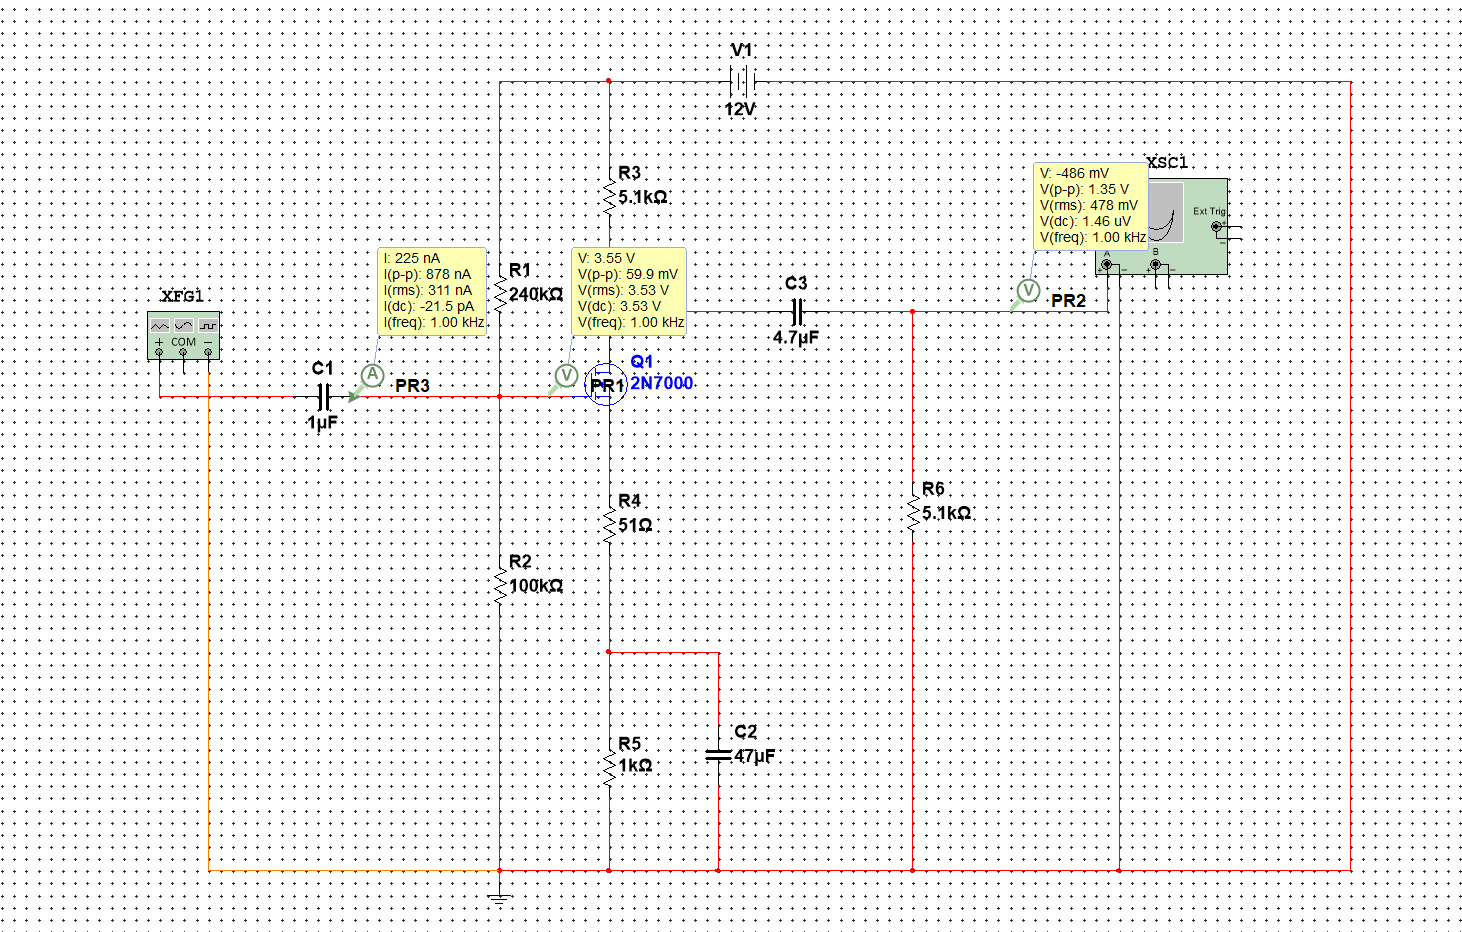 V1
12V
XSC1
V: -486 mV
V(p-p): 1.35 V
V(rms): 478 mV
V(dc): 1.46 uV
V(freq): 1.00 kHz
Ext Trig
+
-
A
B
+
-
+
-
R3
5.1kΩ
I: 225 nA
I(p-p): 878 nA
I(rms): 311 nA
I(dc): -21.5 pA
I(freq): 1.00 kHz
R1
240kΩ
V: 3.55 V
V(p-p): 59.9 mV
V(rms): 3.53 V
V(dc): 3.53 V
V(freq): 1.00 kHz
C3
4.7µF
V
PR2
XFG1
+ COM -
C1
1µF
A
PR3
V
PR1
Q1
2N7000
R4
51Ω
R6
5.1kΩ
R2
100kΩ
R5
1kΩ
C2
47µF